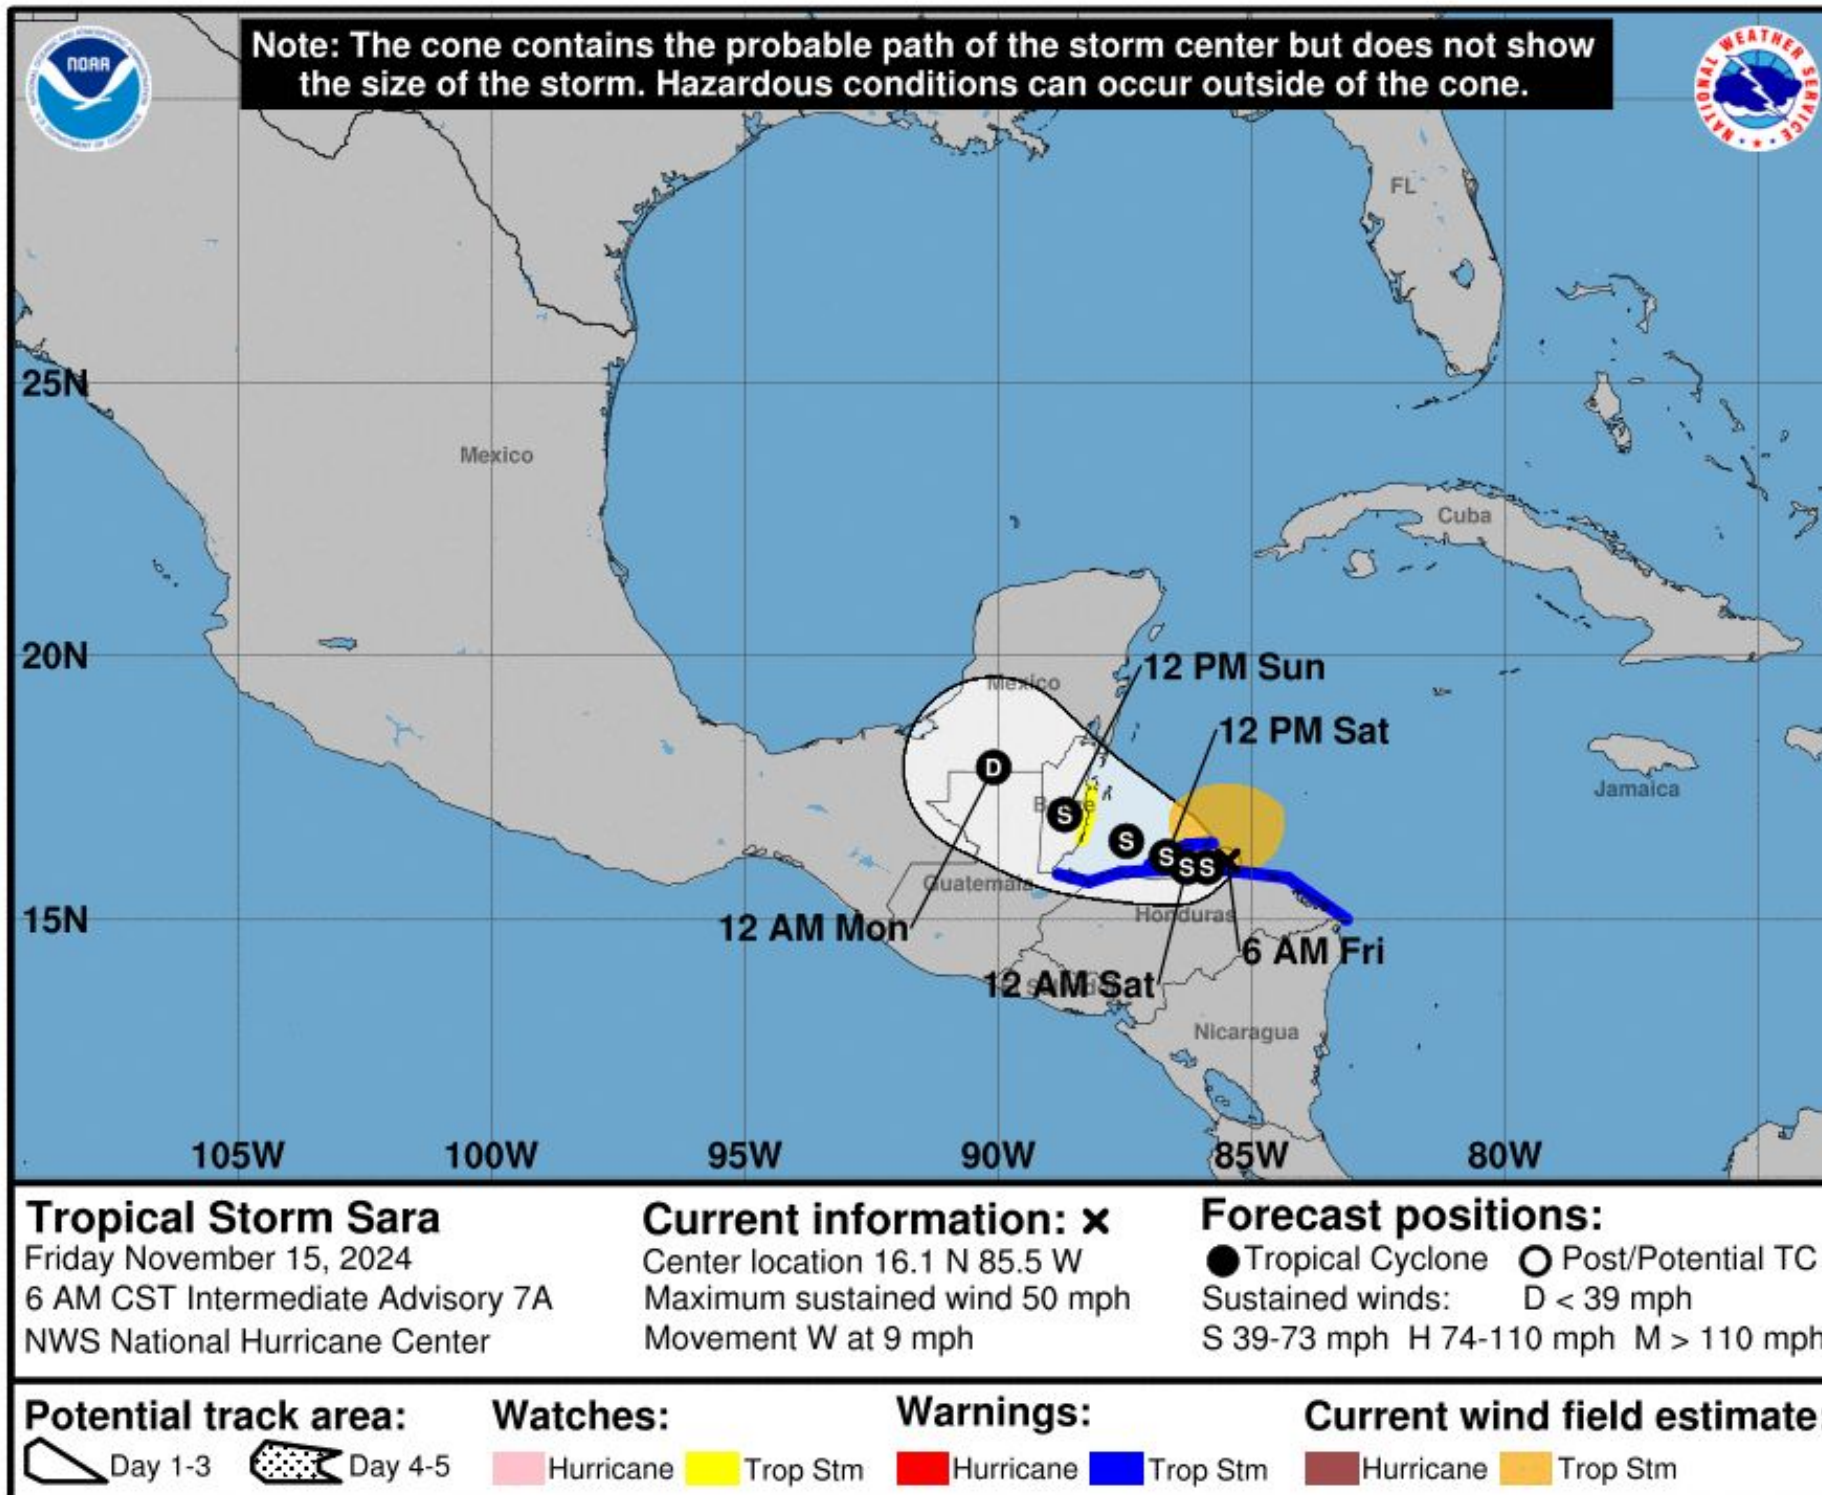 Note: The cone contains the probable path of the storm center but does not show
the size of the storm. Hazardous conditions can occur outside of the cone.
NOAA
NATIONAL WEATHER SERVICE
FL
25N
Mexico
Cuba
20N
Mexico
12 PM Sun
12 PM Sat
Jamaica
D
S
S
S
S
S
Guatemala
Honduras
15N
12 AM Mon
6 AM Fri
12 AM Sat
Nicaragua
105W 100W 95W 90W 85W 80W
Tropical Storm Sara
Friday November 15, 2024
6 AM CST Intermediate Advisory 7A
NWS National Hurricane Center
Current information: x
Center location 16.1 N 85.5 W
Maximum sustained wind 50 mph
Movement W at 9 mph
Forecast positions:
Tropical Cyclone Post/Potential TC
Sustained winds: D < 39 mph
S 39-73 mph H 74-110 mph M > 110 mph
Potential track area:
Day 1-3 Day 4-5
Watches:
Hurricane Trop Stm
Warnings:
Hurricane Trop Stm
Current wind field estimate:
Hurricane Trop Stm